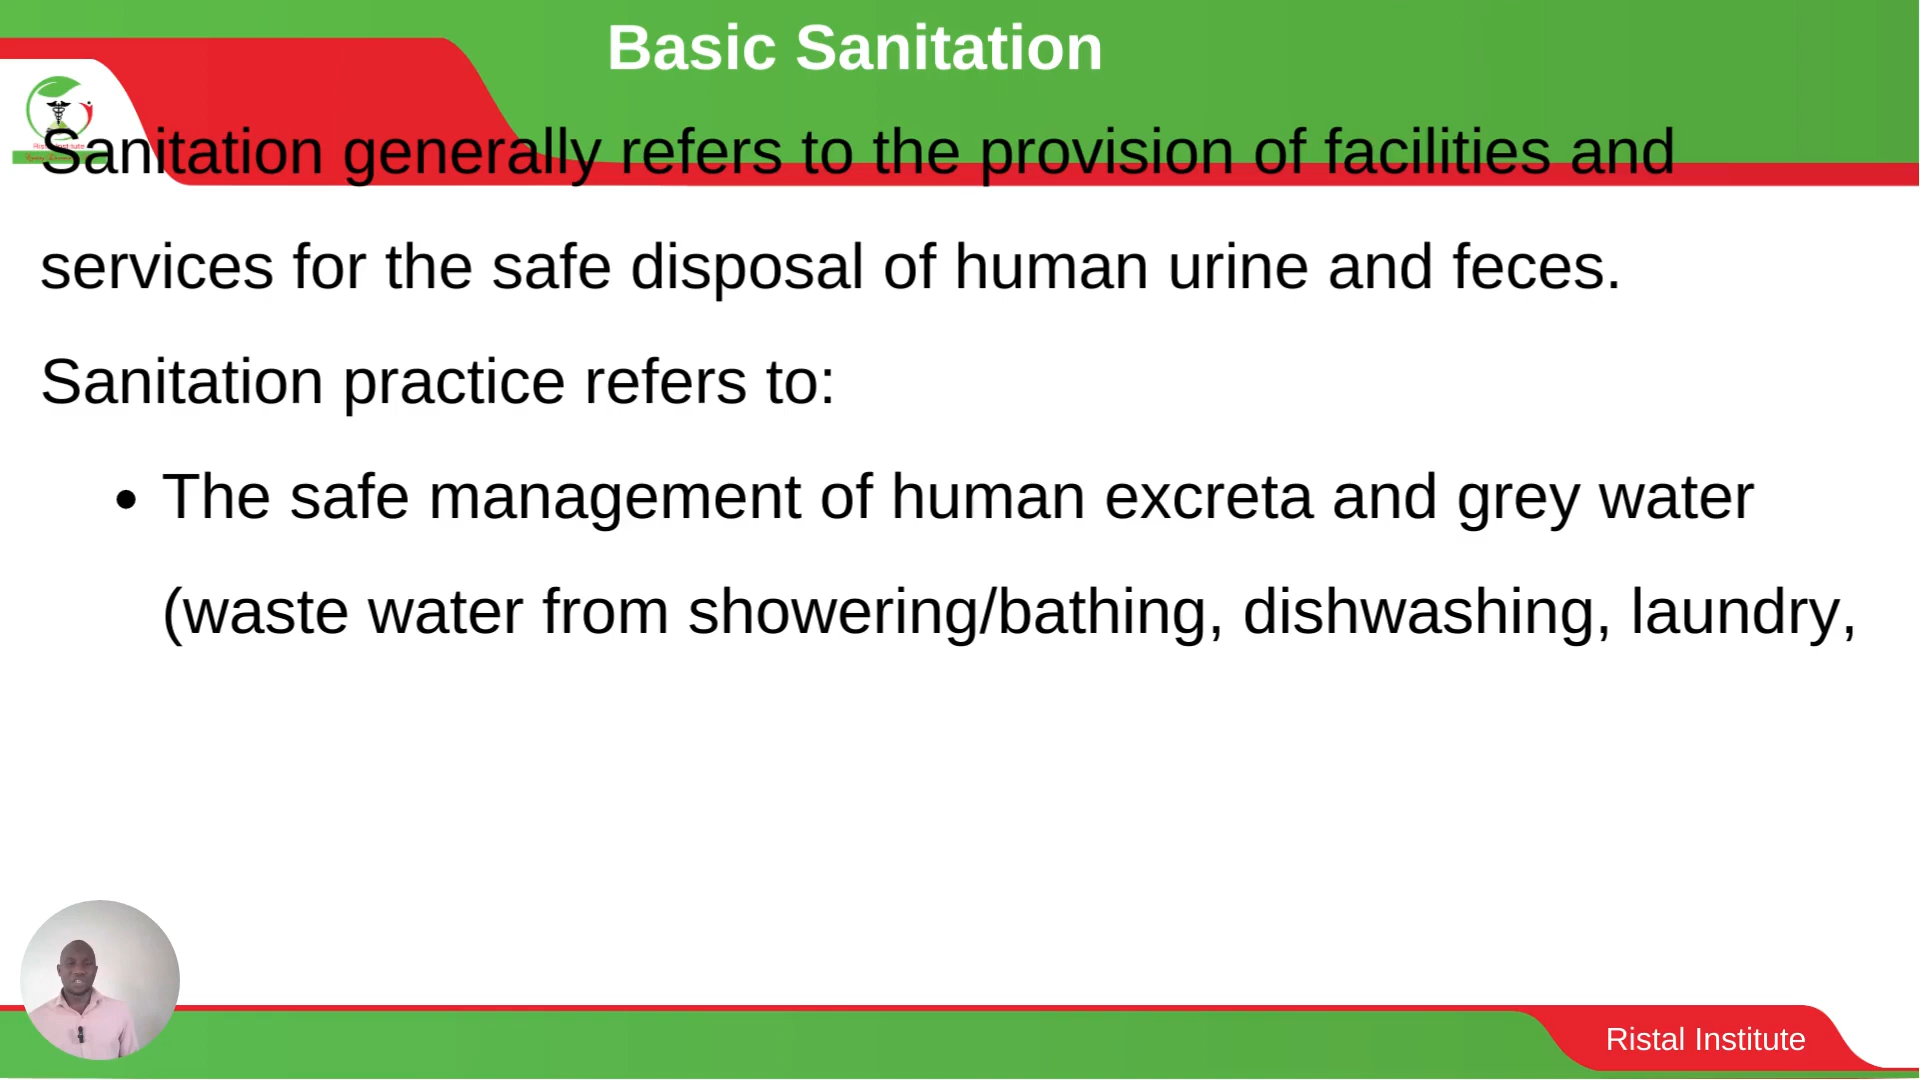 Basic Sanitation
Sanitation generally refers to the provision of facilities and
services for the safe disposal of human urine and feces.
Sanitation practice refers to:
• The safe management of human excreta and grey water
(waste water from showering/bathing, dishwashing, laundry,
Ristal Institute